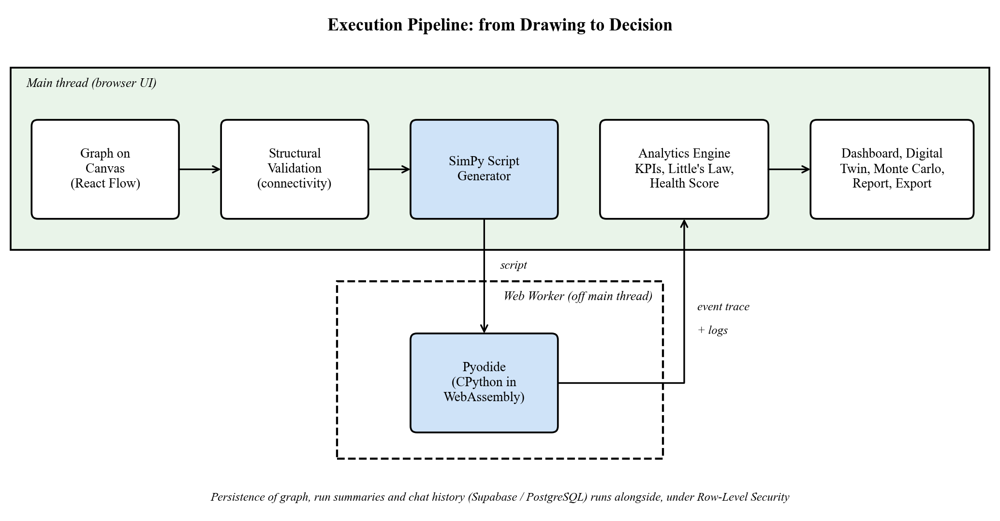 Execution Pipeline: from Drawing to Decision
Main thread (browser UI)
Graph on
Canvas
(React Flow)
Structural
Validation
(connectivity)
SimPy Script
Generator
Analytics Engine
KPIs, Little's Law,
Health Score
Dashboard, Digital
Twin, Monte Carlo,
Report, Export
script
Web Worker (off main thread)
event trace
+ logs
Pyodide
(CPython in
WebAssembly)
Persistence of graph, run summaries and chat history (Supabase / PostgreSQL) runs alongside, under Row-Level Security